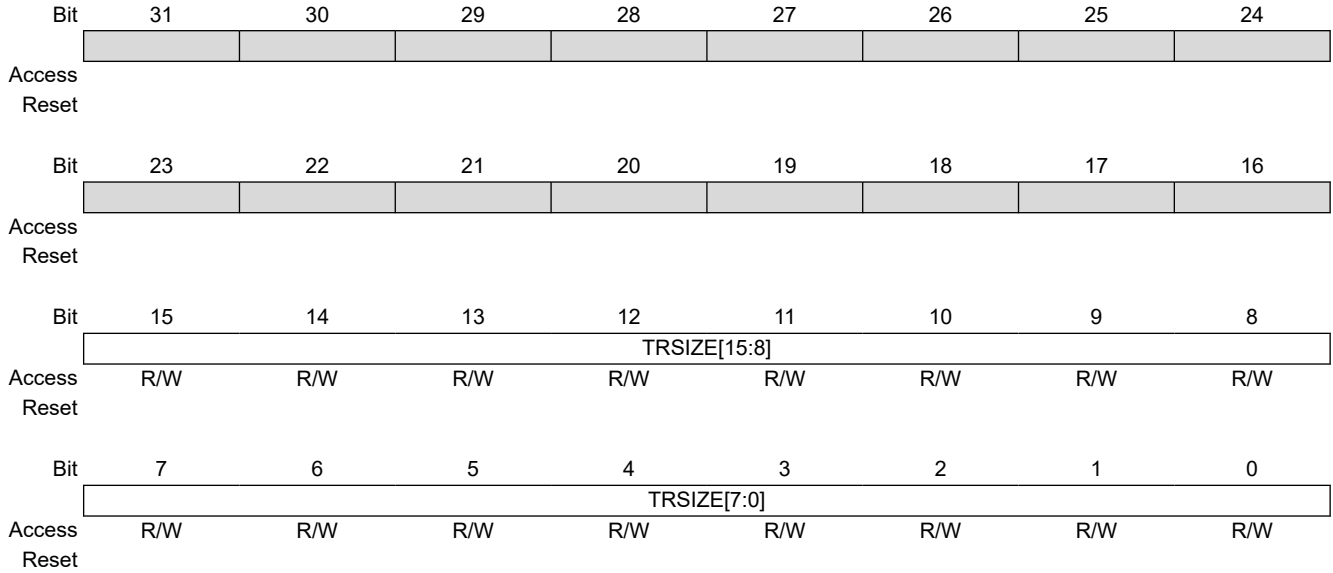 Bit 31 30 29 28 27 26 25 24
Access
Reset
Bit 23 22 21 20 19 18 17 16
Access
Reset
Bit 15 14 13 12 11 10 9 8
TRSIZE[15:8]
Access R/W R/W R/W R/W R/W R/W R/W R/W
Reset
Bit 7 6 5 4 3 2 1 0
TRSIZE[7:0]
Access R/W R/W R/W R/W R/W R/W R/W R/W
Reset